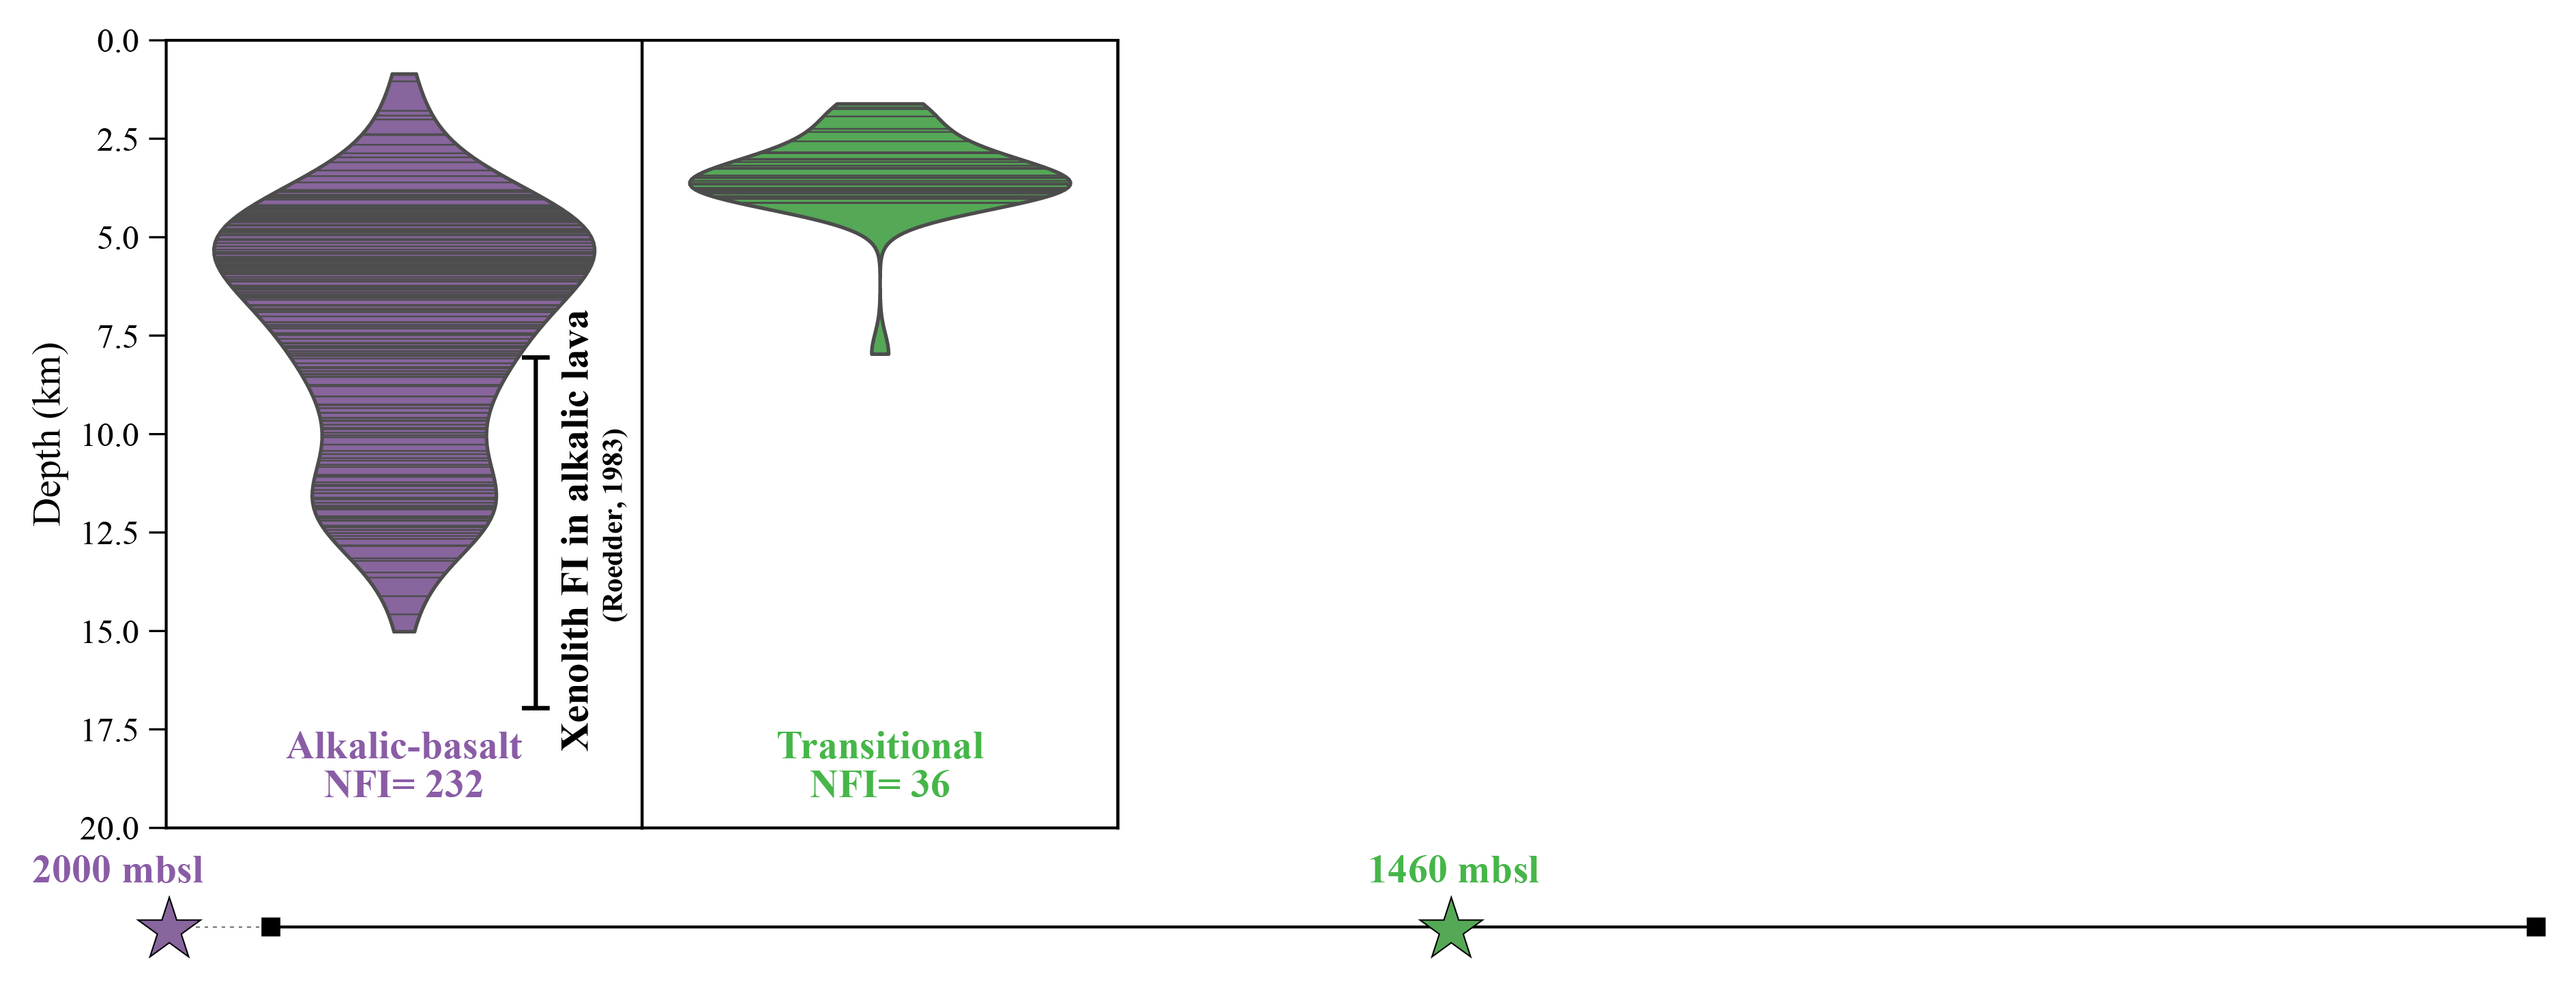 0.0
2.5
5.0
7.5
10.0
12.5
15.0
17.5
20.0
Depth (km)
Xenolith FI in alkalic lava
(Roedder, 1983)
Alkalic-basalt
NFI= 232
Transitional
NFI= 36
2000 mbsl
1460 mbsl